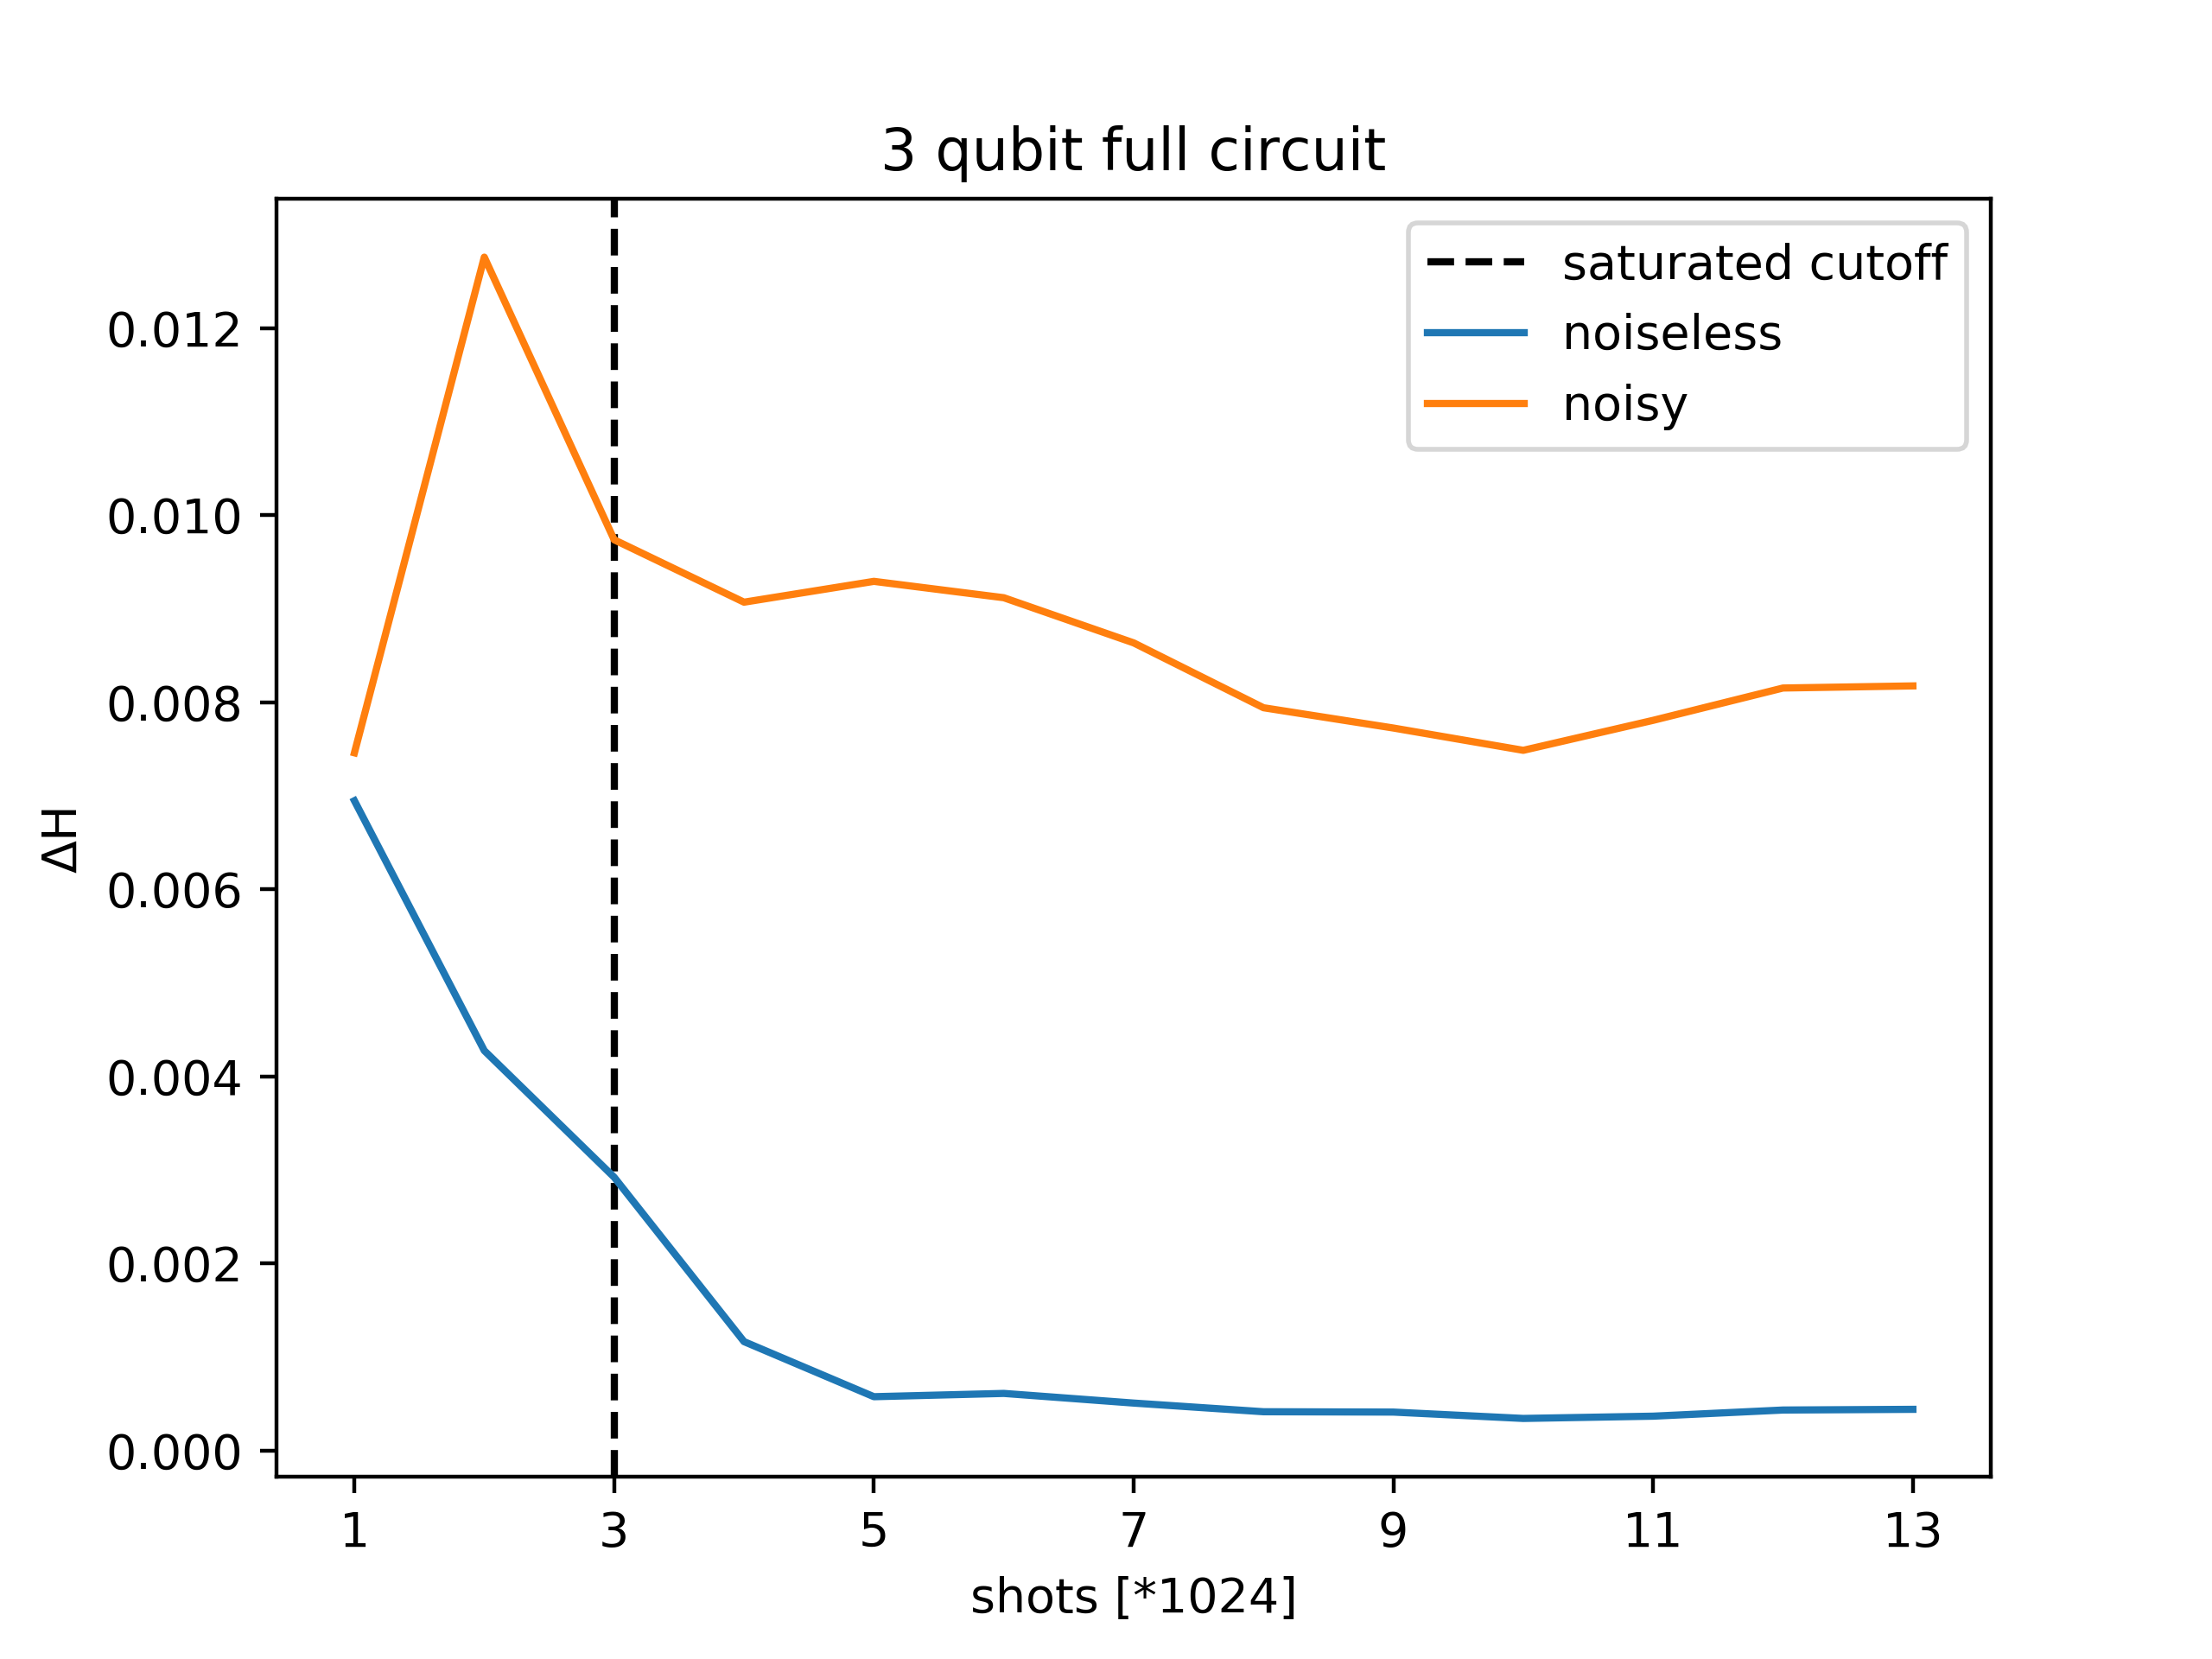 3 qubit full circuit
saturated cutoff
noiseless
noisy
0.012
0.010
0.008
0.006
0.004
0.002
0.000
ΔH
1 3 5 7 9 11 13
shots [*1024]